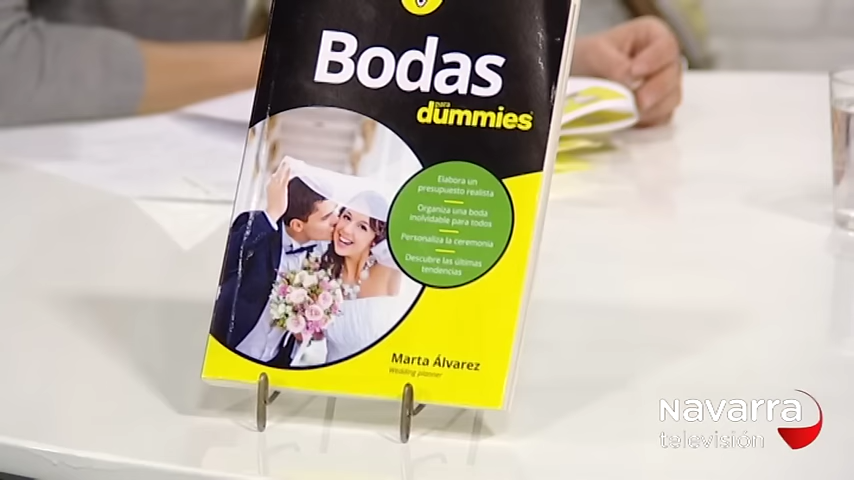 Bodas
para
dummies
Elabora un
presupuesto realista
Organiza una boda
inolvidable para todos
Personaliza la ceremonia
Descubre las últimas
tendencias
Marta Álvarez
Wedding planner
Navarra
televisión